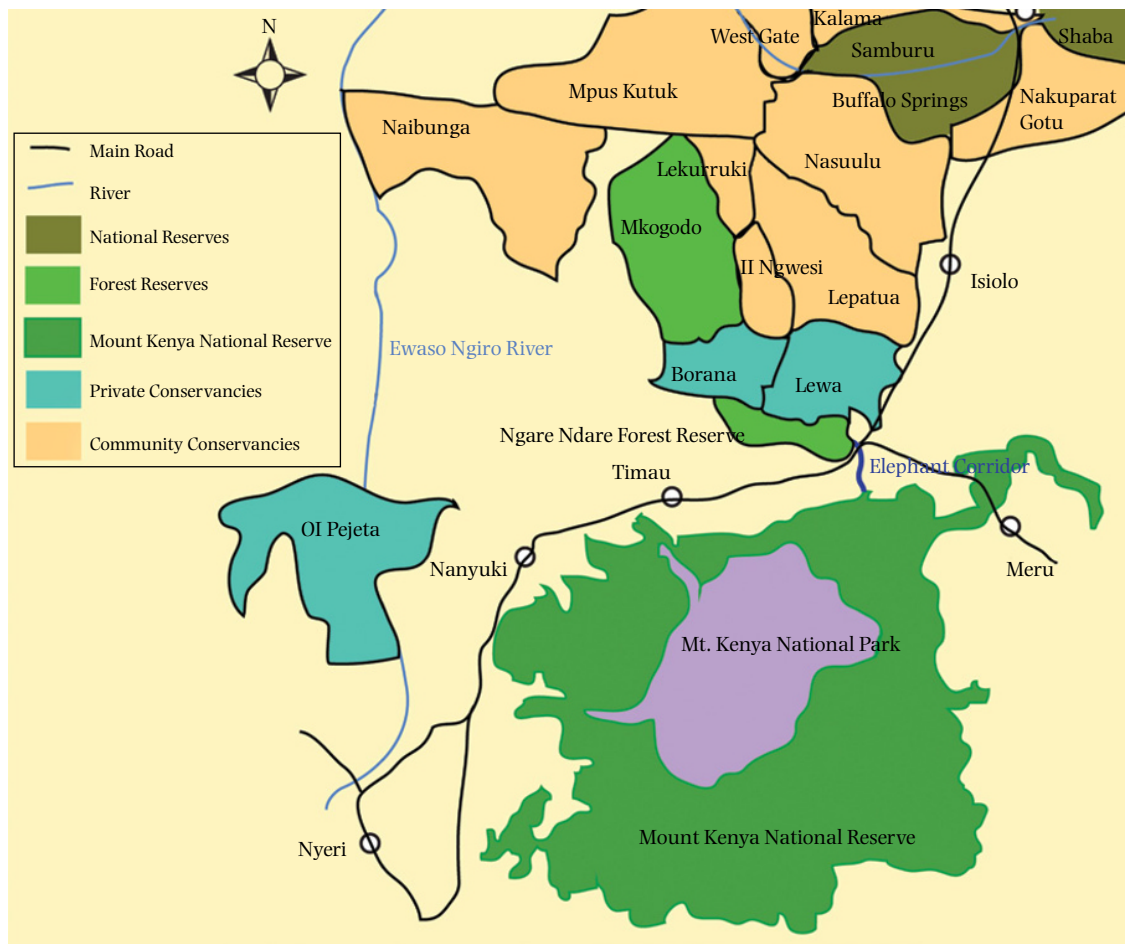 N
Main Road
River
National Reserves
Forest Reserves
Mount Kenya National Reserve
Private Conservancies
Community Conservancies
Kalama
West Gate
Samburu
Shaba
Mpus Kutuk
Buffalo Springs
Nakuparat
Gotu
Naibunga
Nasuulu
Lekurruki
Mkogodo
II Ngwesi
Isiolo
Lepatua
Ewaso Ngiro River
Borana
Lewa
Ngare Ndare Forest Reserve
Elephant Corridor
Timau
OI Pejeta
Nanyuki
Meru
Mt. Kenya National Park
Mount Kenya National Reserve
Nyeri